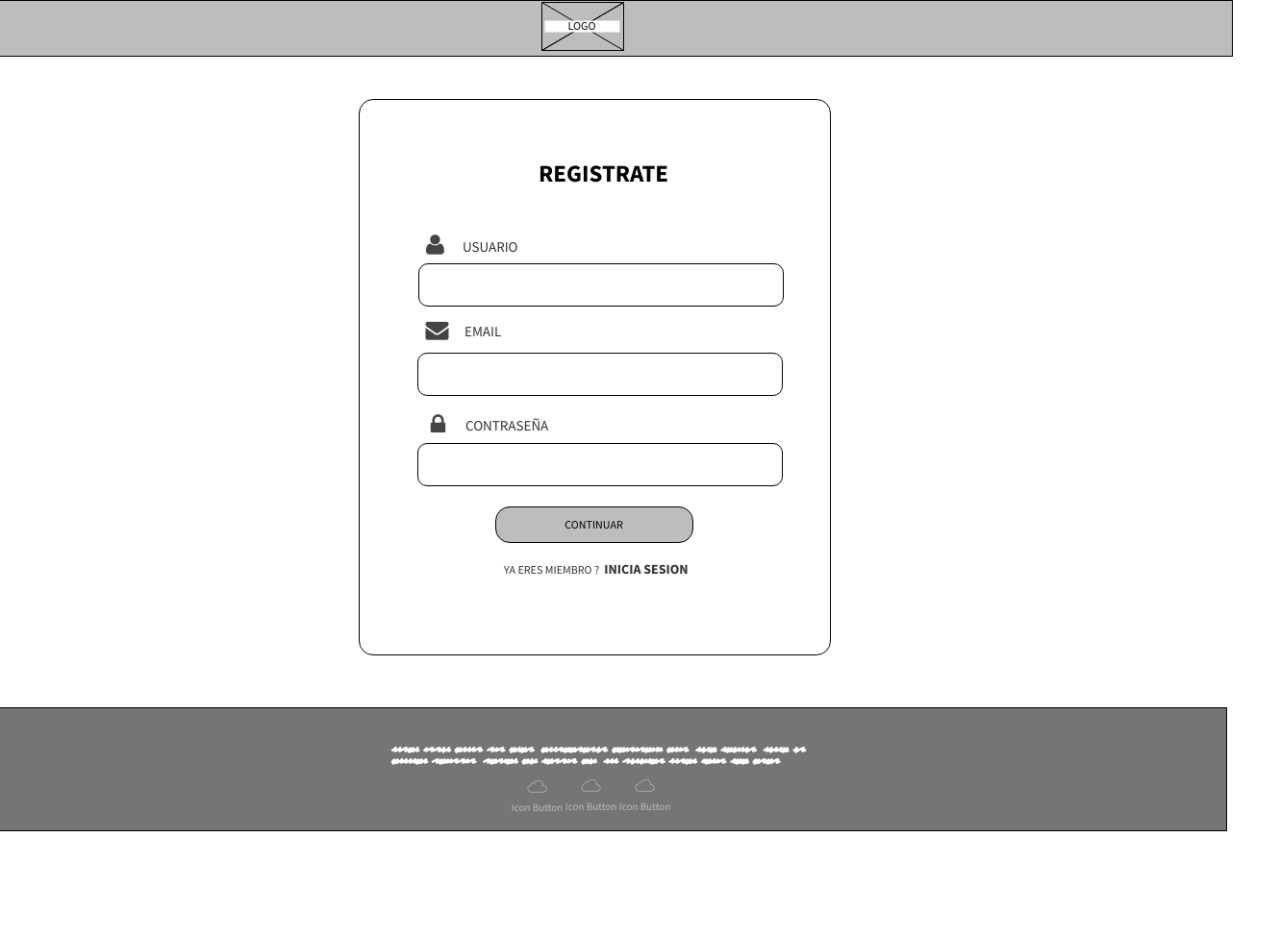 LOGO
REGISTRATE
USUARIO
EMAIL
CONTRASEÑA
CONTINUAR
YA ERES MIEMBRO ? INICIA SESION
Icon Button Icon Button Icon Button